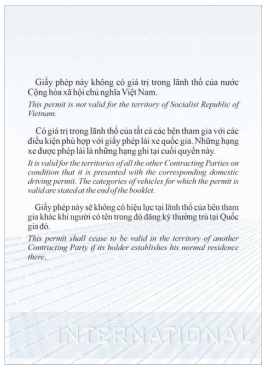 Giấy phép này không có giá trị trong lãnh thổ của nước
Cộng hòa xã hội chủ nghĩa Việt Nam.
This permit is not valid for the territory of Socialist Republic of
Vietnam.
Có giá trị trong lãnh thổ của tất cả các bên tham gia với các
điều kiện phù hợp với giấy phép lái xe quốc gia. Những hạng
xe được phép lái là những hạng ghi tại cuối quyển này.
It is valid for the territories of all the other Contracting Parties on
condition that it is presented with the corresponding domestic
driving permit. The categories of vehicles for which the permit is
valid are stated at the end of the booklet.
Giấy phép này sẽ không có hiệu lực tại lãnh thổ của bên tham
gia khác khi người có tên trong đó đăng ký thường trú tại Quốc
gia đó.
This permit shall cease to be valid in the territory of another
Contracting Party if its holder establishes his normal residence
there.
INTERNATIONAL